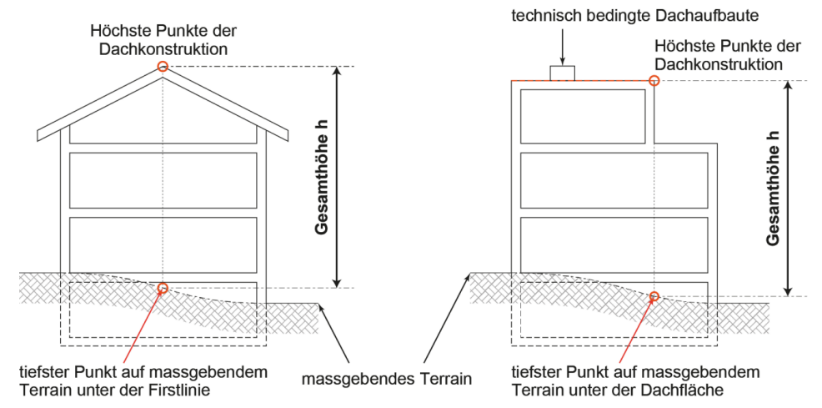 Höchste Punkte der
Dachkonstruktion
Gesamthöhe h
tiefster Punkt auf massgebendem
Terrain unter der Firstlinie
massgebendes Terrain
technisch bedingte Dachaufbaute
Höchste Punkte der
Dachkonstruktion
Gesamthöhe h
tiefster Punkt auf massgebendem
Terrain unter der Dachfläche